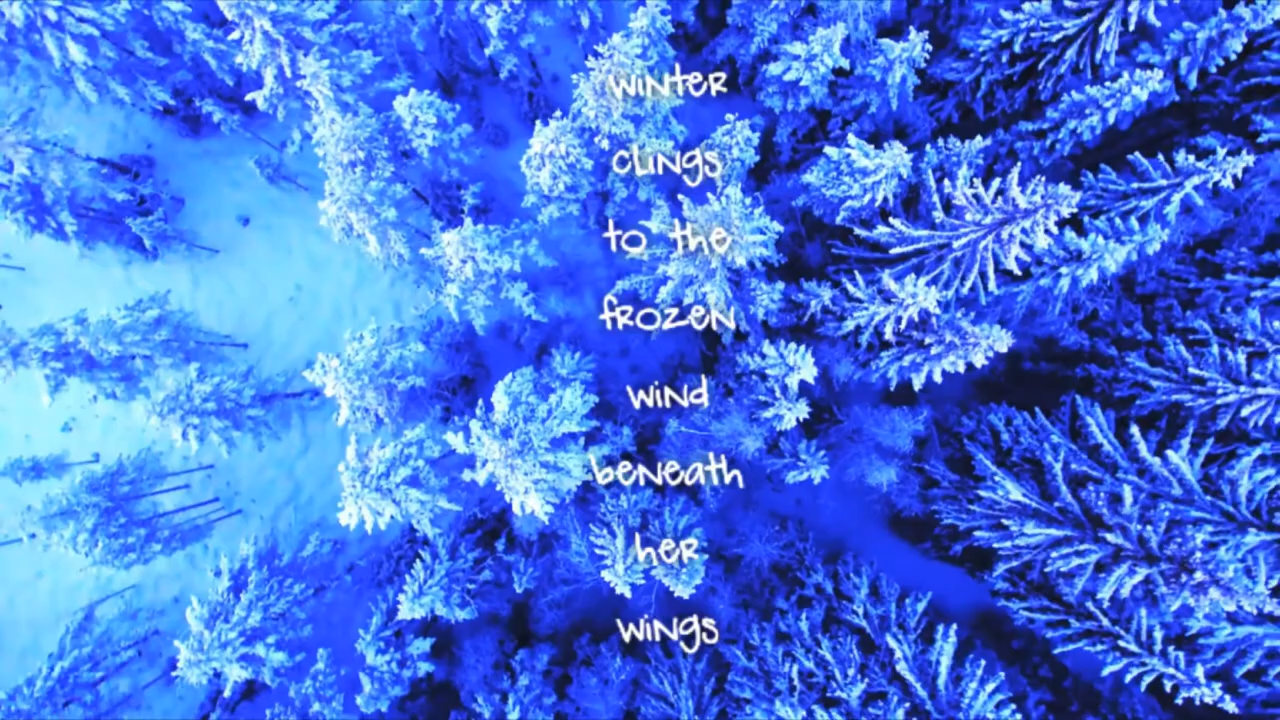 winter
clings
to the
frozen
wind
beneath
her
wings